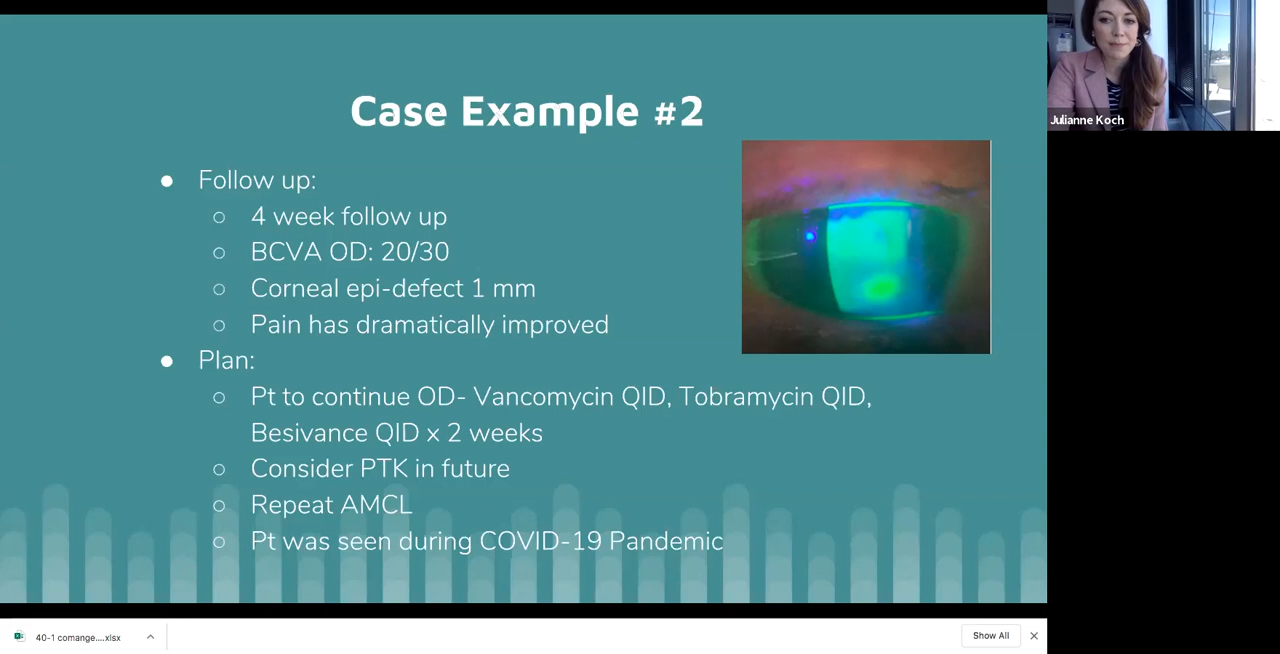 Case Example #2
Julianne Koch
● Follow up:
○ 4 week follow up
○ BCVA OD: 20/30
○ Corneal epi-defect 1 mm
○ Pain has dramatically improved
● Plan:
○ Pt to continue OD- Vancomycin QID, Tobramycin QID,
Besivance QID x 2 weeks
○ Consider PTK in future
○ Repeat AMCL
○ Pt was seen during COVID-19 Pandemic
40-1 comange....xlsx
Show All